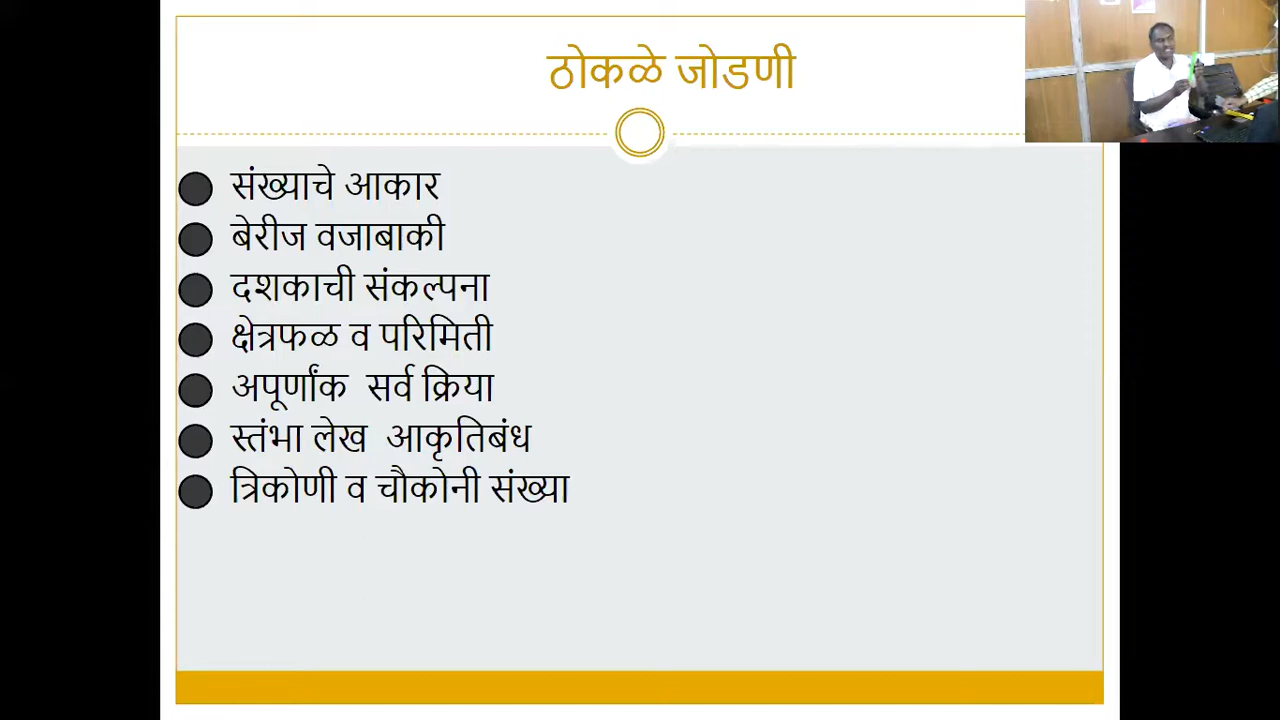 ठोकळे जोडणी
संख्याचे आकार
बेरीज वजाबाकी
दशकाची संकल्पना
क्षेत्रफळ व परिमिती
अपूर्णांक सर्व क्रिया
स्तंभा लेख आकृतिबंध
त्रिकोणी व चौकोनी संख्या